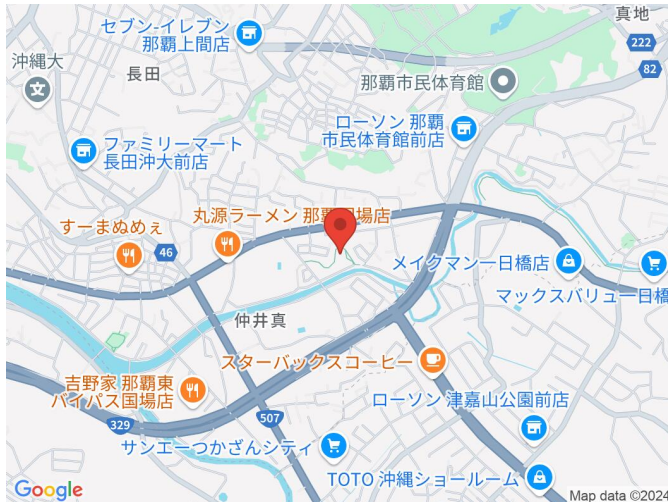 真地
セブン-イレブン
那覇上間店
222
長田
沖縄大
82
那覇市民体育館
ローソン 那覇
市民体育館前店
ファミリーマート
長田沖大前店
丸源ラーメン 那覇国場店
すーまぬめぇ
46
メイクマン一日橋店
マックスバリュ一日橋
仲井真
スターバックスコーヒー
吉野家 那覇東
バイパス国場店
ローソン 津嘉山公園前店
507
329
サンエーつかざんシティ
TOTO 沖縄ショールーム
Google
Map data ©2024